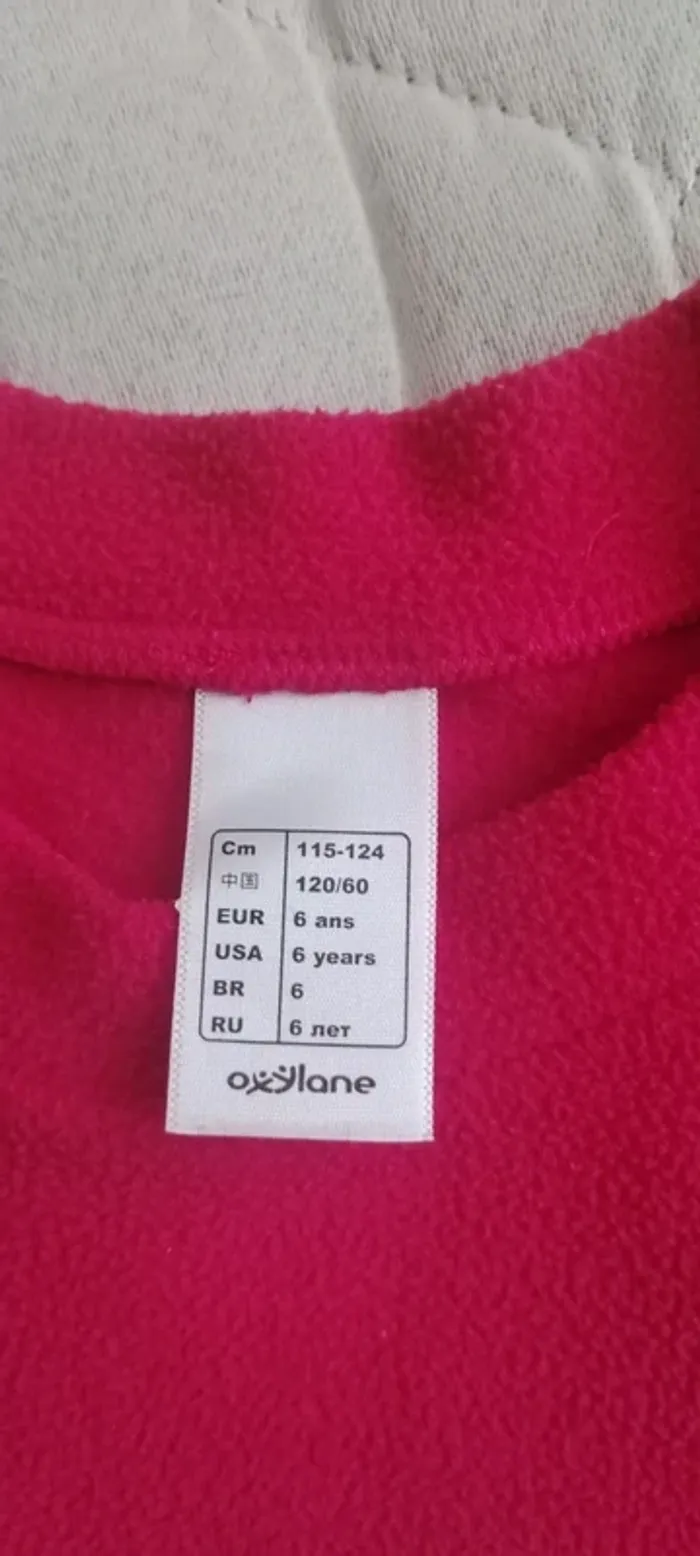 Cm 115-124
中国 120/60
EUR 6 ans
USA 6 years
BR 6
RU 6 лет
oxylane